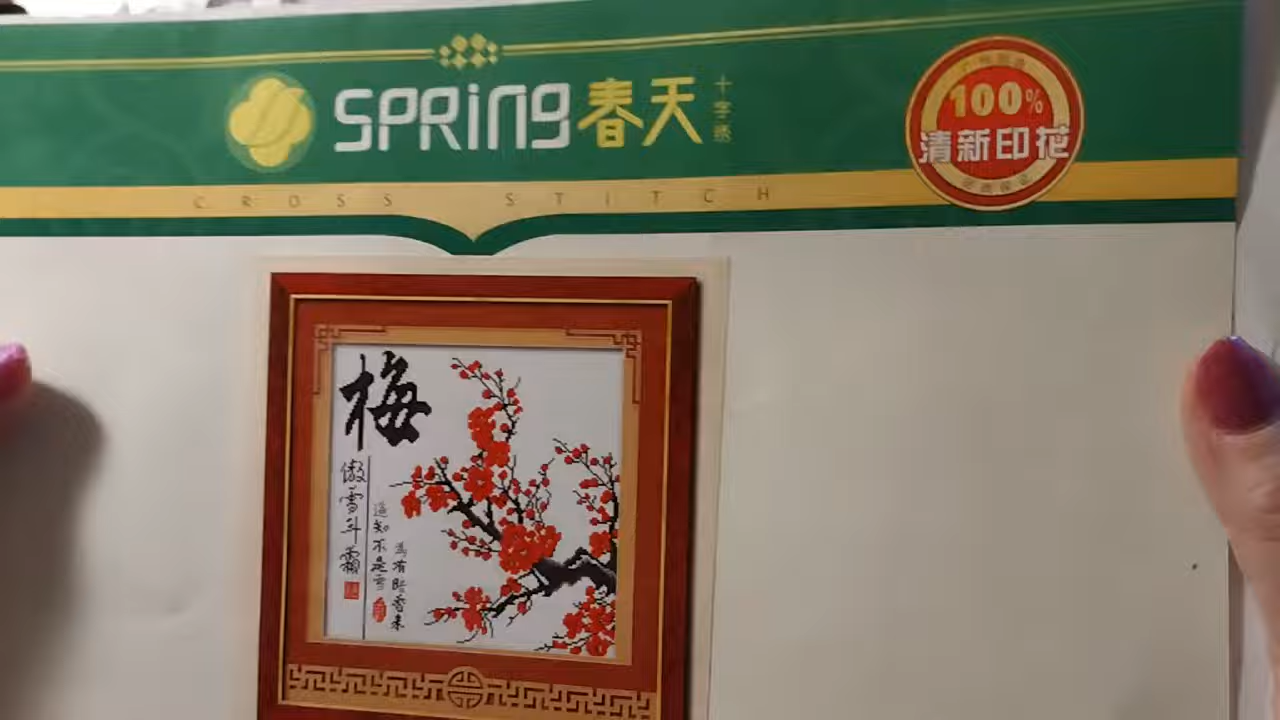 SPRING春天
十字绣
100%
清新印花
CROSS STITCH
梅
傲雪斗霜
遥知不是雪
为有暗香来